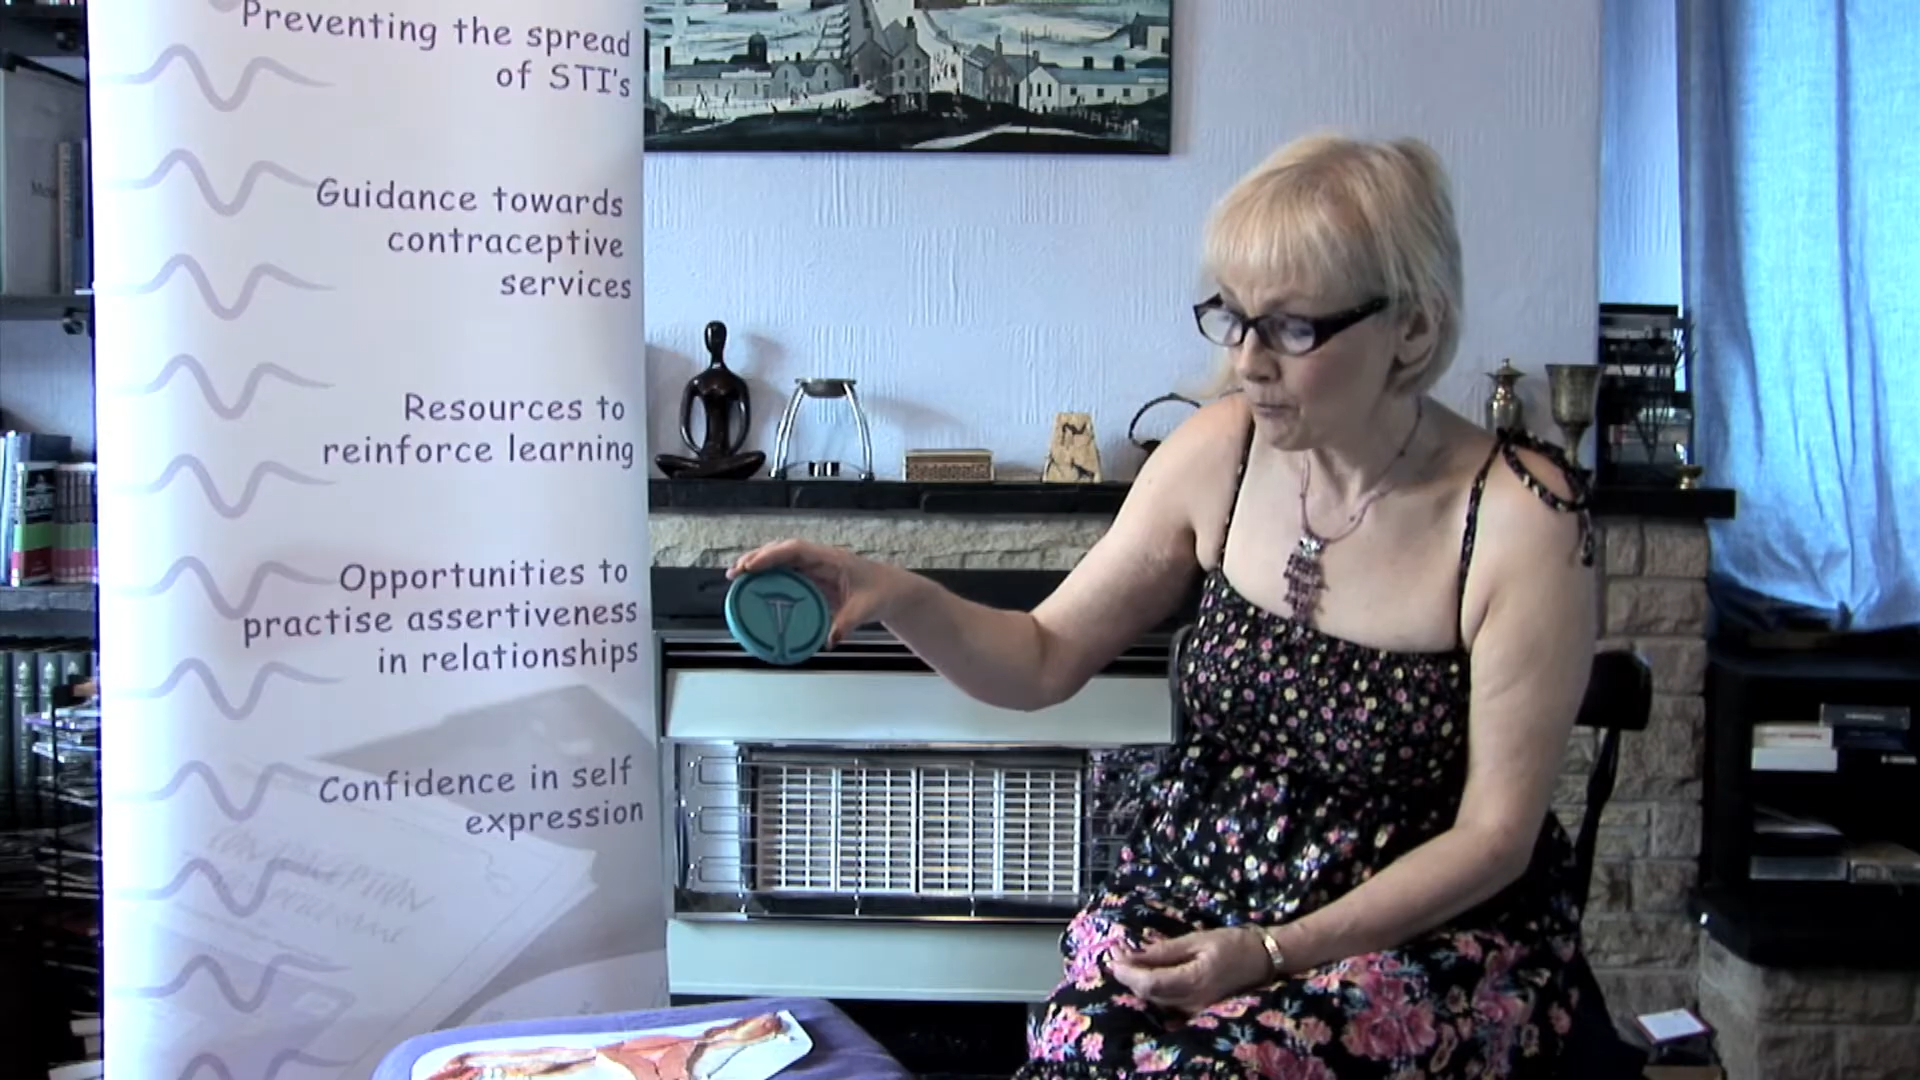 Preventing the spread
of STI's
Guidance towards
contraceptive
services
Resources to
reinforce learning
Opportunities to
practise assertiveness
in relationships
Confidence in self
expression
CONTRACEPTION